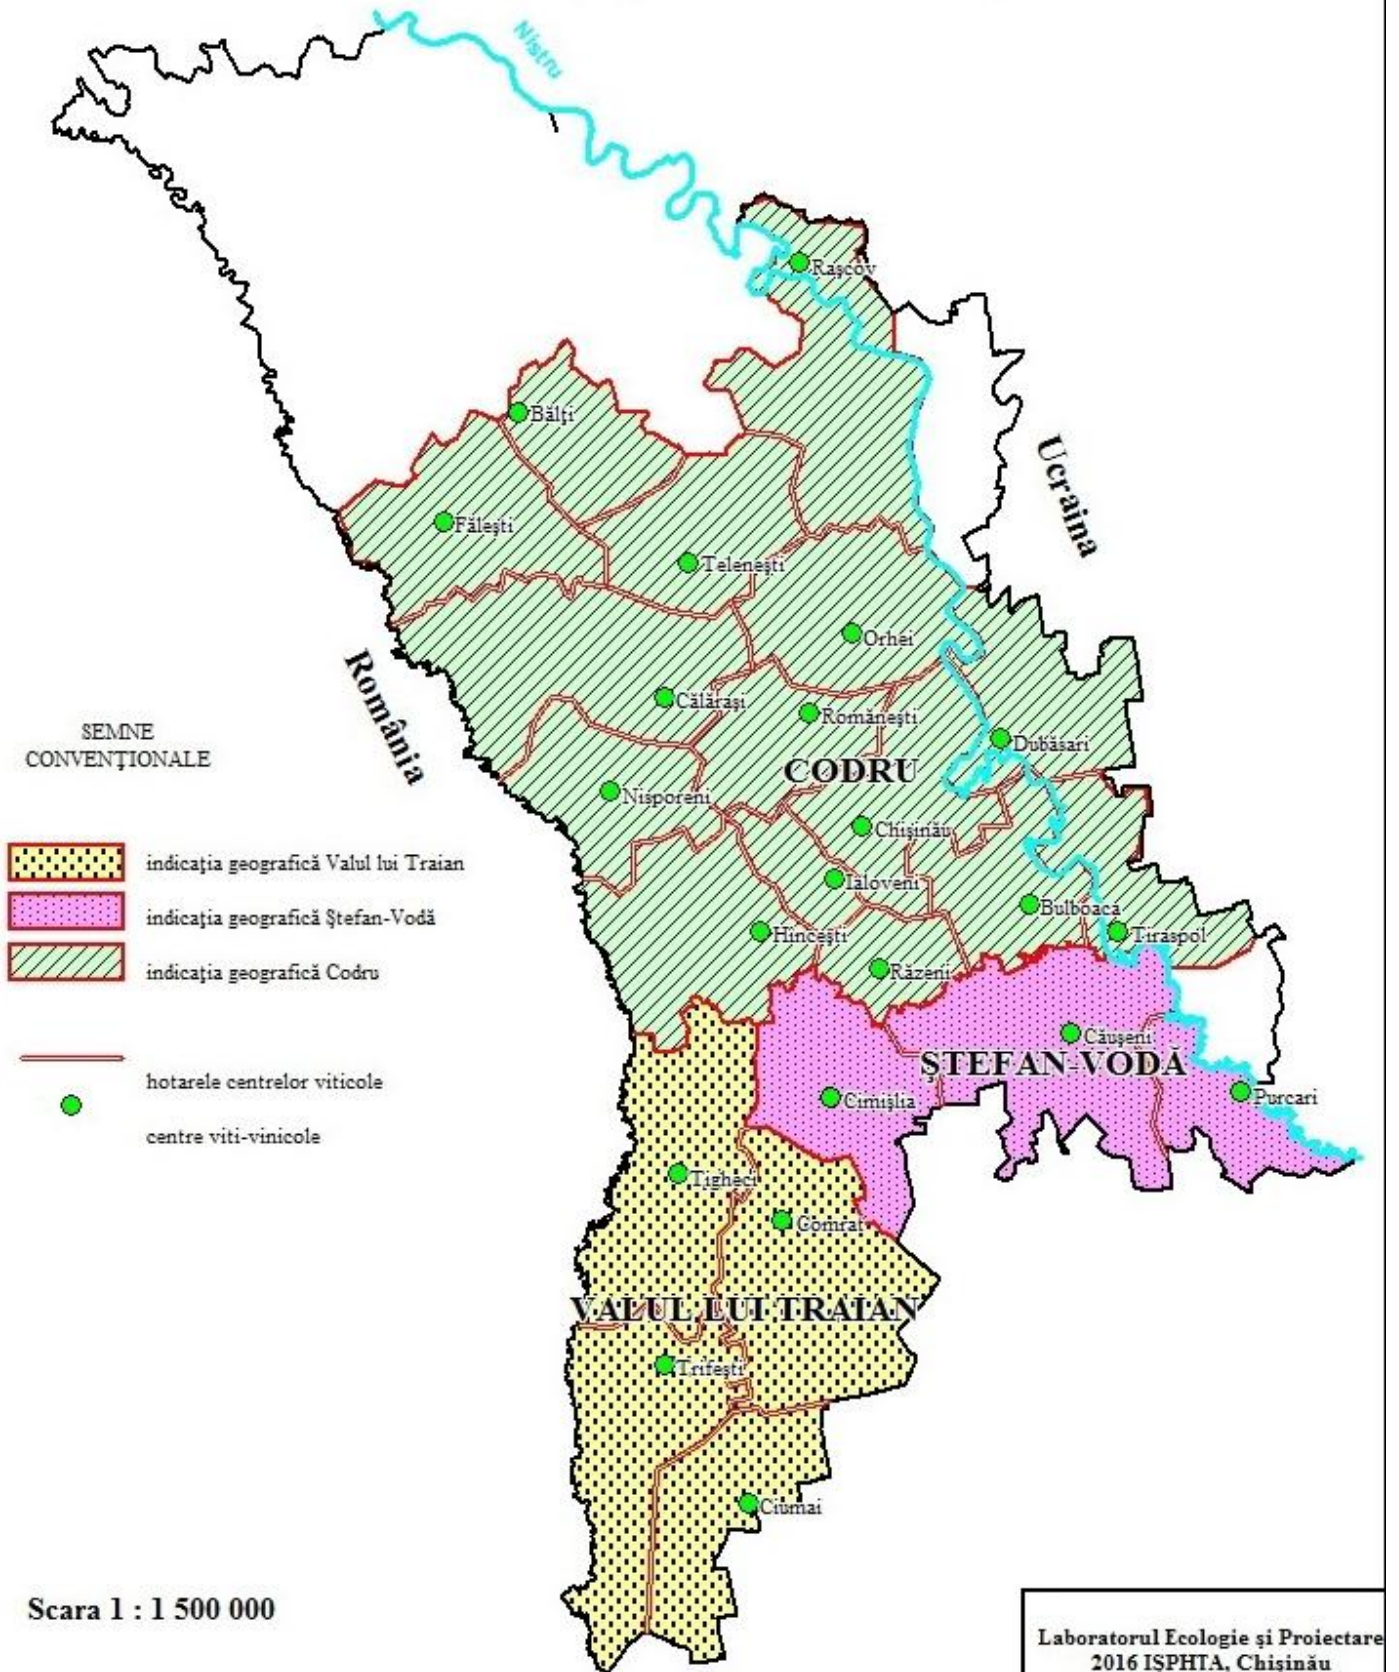 Nistru
Rașcov
Ucraina
Bălți
Fălești
Telenești
Orhei
România
Călărași
Românești
SEMNE
CONVENȚIONALE
Dubăsari
CODRU
Nisporeni
Chișinău
indicația geografică Valul lui Traian
Ialoveni
indicația geografică Ștefan-Vodă
Bulboaca
Hîncești
Tiraspol
indicația geografică Codru
Răzeni
Căușeni
ȘTEFAN-VODĂ
hotarele centrelor viticole
Cimișlia
Purcari
centre viti-vinicole
Tigheci
Comrat
VALUL LUI TRAIAN
Trifești
Ciumai
Scara 1 : 1 500 000
Laboratorul Ecologie și Proiectare
2016 ISPHTA, Chișinău